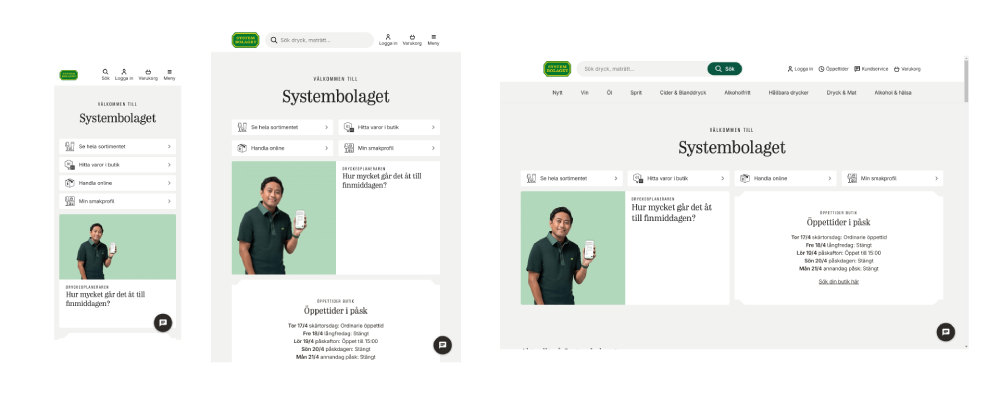 SYSTEM
BOLAGET
Sök
Logga in
Varukorg
Meny
VÄLKOMMEN TILL
Systembolaget
Se hela sortimentet
Hitta varor i butik
Handla online
Min smakprofil
DRYCKESPLANERAREN
Hur mycket går det åt till
finmiddagen?
SYSTEM
BOLAGET
Sök dryck, maträtt...
Logga in
Varukorg
Meny
VÄLKOMMEN TILL
Systembolaget
Se hela sortimentet
Hitta varor i butik
Handla online
Min smakprofil
DRYCKESPLANERAREN
Hur mycket går det åt till
finmiddagen?
ÖPPETTIDER BUTIK
Öppettider i påsk
Tor 17/4 skärtorsdag: Ordinarie öppettid
Fre 18/4 långfredag: Stängt
Lör 19/4 påskafton: Öppet till 15:00
Sön 20/4 påskdagen: Stängt
Mån 21/4 annandag påsk: Stängt
SYSTEM
BOLAGET
Sök dryck, maträtt...
Sök
Logga in
Öppettider
Kundservice
Varukorg
Nytt
Vin
Öl
Sprit
Cider & Blanddryck
Alkoholfritt
Hållbara drycker
Dryck & Mat
Alkohol & hälsa
VÄLKOMMEN TILL
Systembolaget
Se hela sortimentet
Hitta varor i butik
Handla online
Min smakprofil
DRYCKESPLANERAREN
Hur mycket går det åt
till finmiddagen?
ÖPPETTIDER BUTIK
Öppettider i påsk
Tor 17/4 skärtorsdag: Ordinarie öppettid
Fre 18/4 långfredag: Stängt
Lör 19/4 påskafton: Öppet till 15:00
Sön 20/4 påskdagen: Stängt
Mån 21/4 annandag påsk: Stängt
Sök din butik här